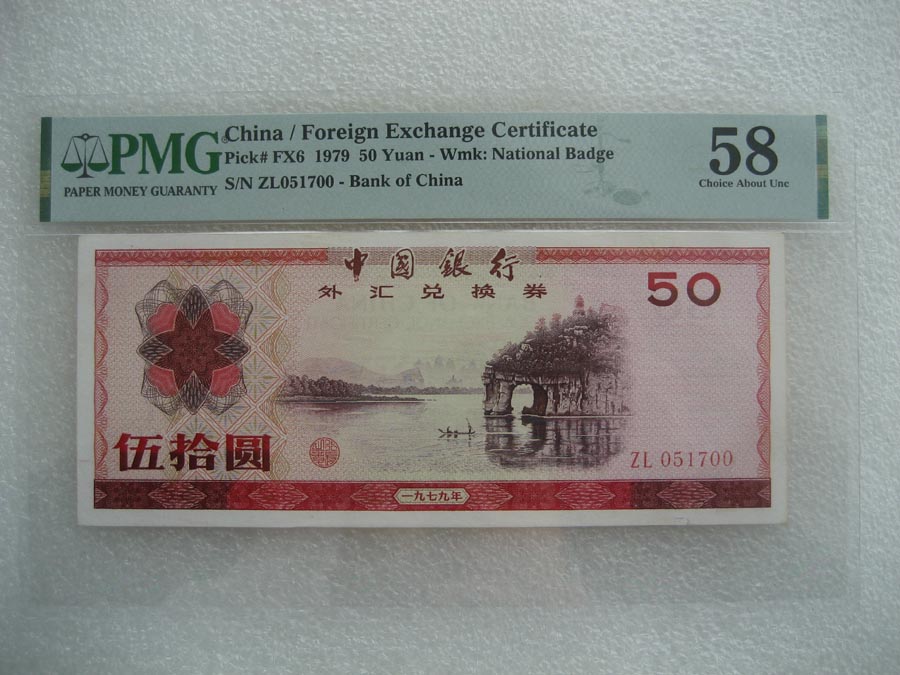 PMG
PAPER MONEY GUARANTY
China / Foreign Exchange Certificate
Pick# FX6 1979 50 Yuan - Wmk: National Badge
S/N ZL051700 - Bank of China
58
Choice About Unc
中國銀行
外汇兑换券
50
伍拾圆
ZL 051700
一九七九年